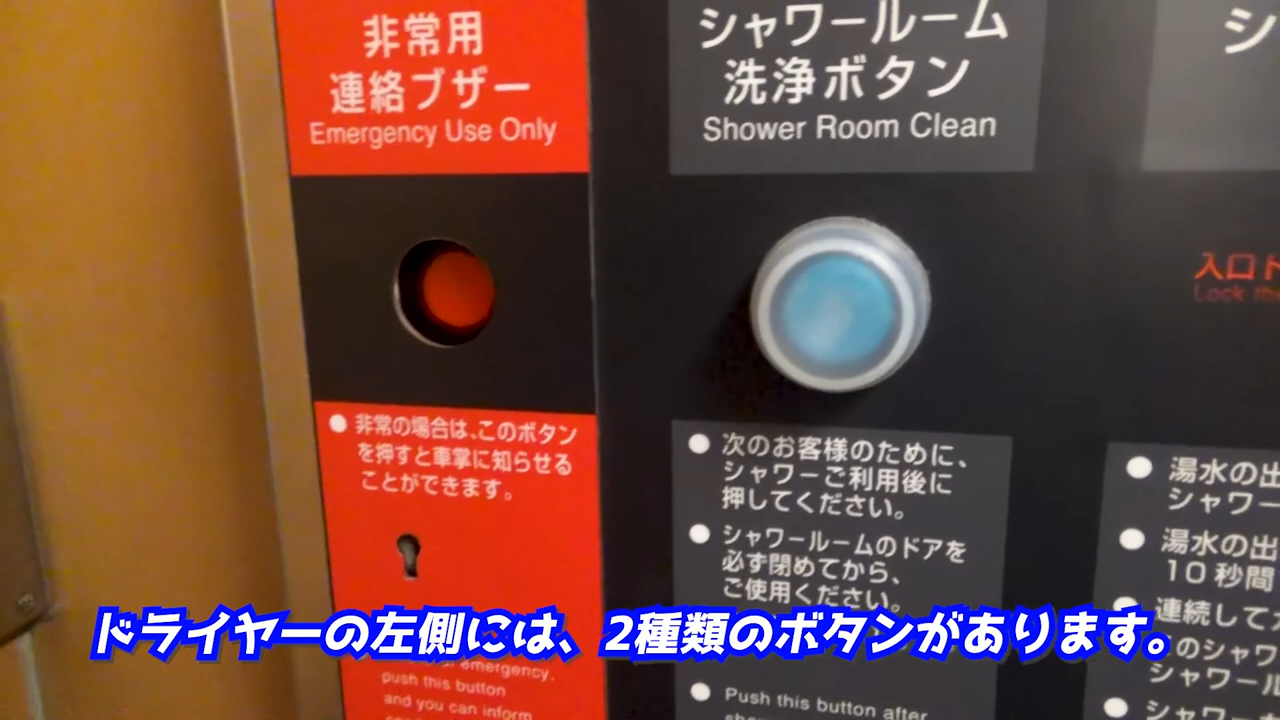 非常用
連絡ブザー
Emergency Use Only
シャワールーム
洗浄ボタン
Shower Room Clean
シ
入口ド
Lock the
● 非常の場合は、このボタン
を押すと車掌に知らせる
ことができます。
● 次のお客様のために、
シャワーご利用後に
押してください。
● シャワールームのドアを
必ず閉めてから、
ご使用ください。
● 湯水の出
シャワー
● 湯水の出
10秒間
連続して
のシャワ
シャワール
ドライヤーの左側には、2種類のボタンがあります。
emergency,
push this button
and you can inform
● Push this button after